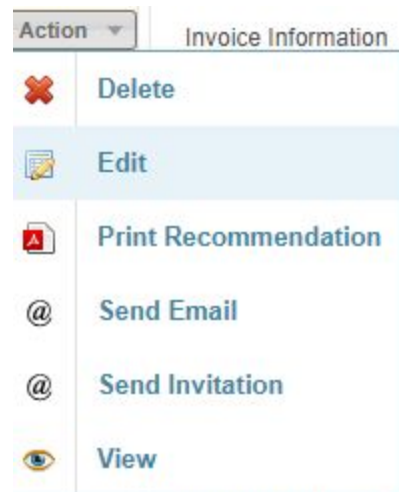 Action Invoice Information
Delete
Edit
Print Recommendation
@ Send Email
@ Send Invitation
View